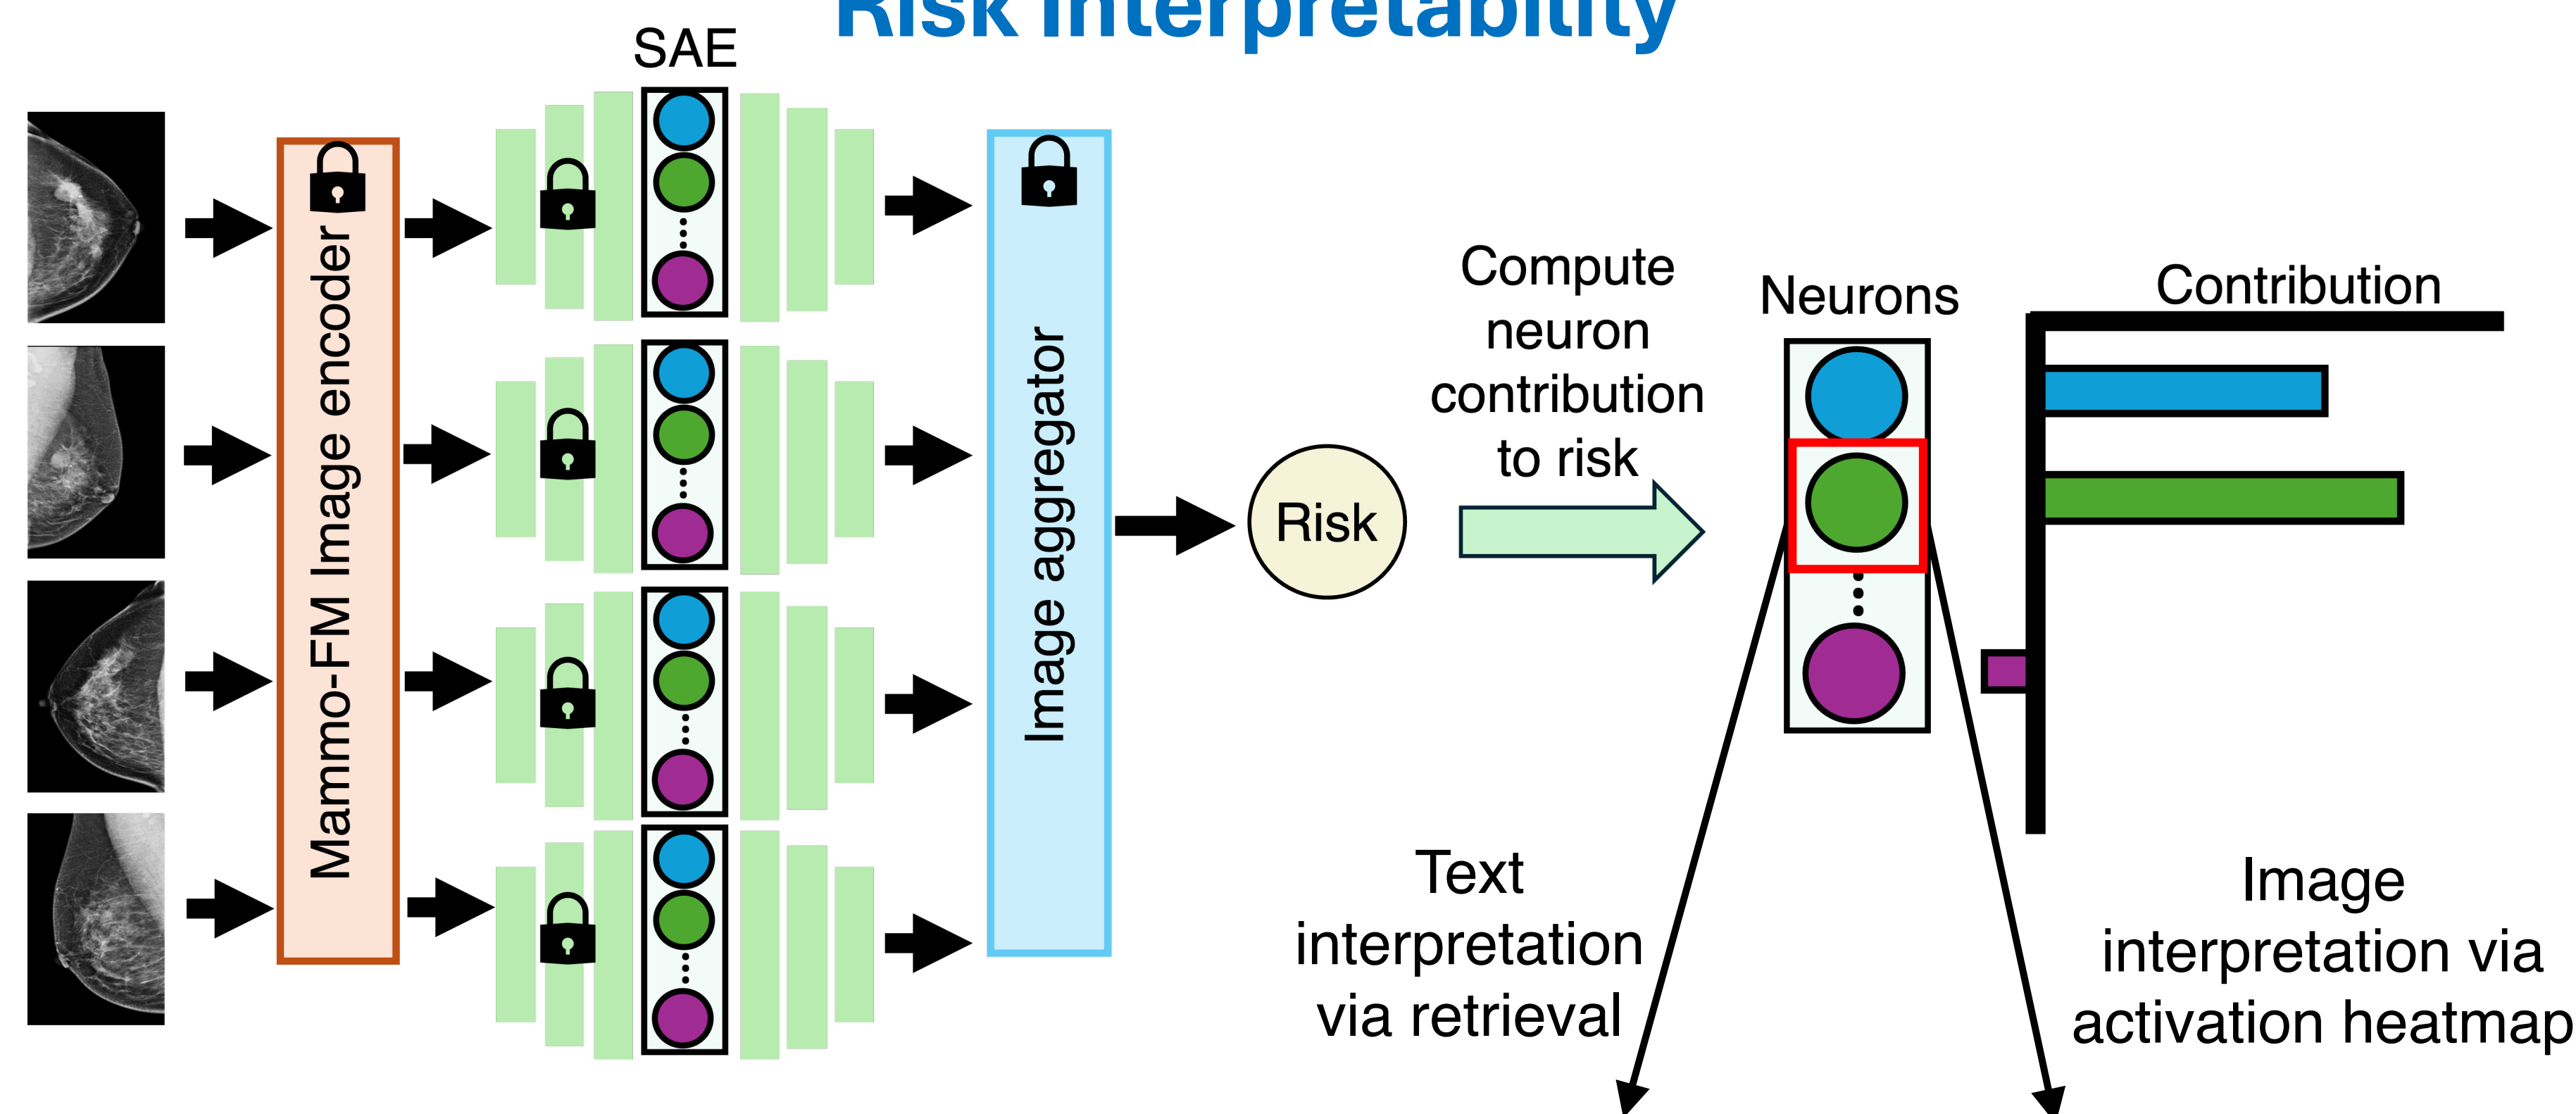 Risk Interpretability
SAE
Mammo-FM Image encoder
Image aggregator
Risk
Compute
neuron
contribution
to risk
Neurons
Contribution
Text
interpretation
via retrieval
Image
interpretation via
activation heatmap